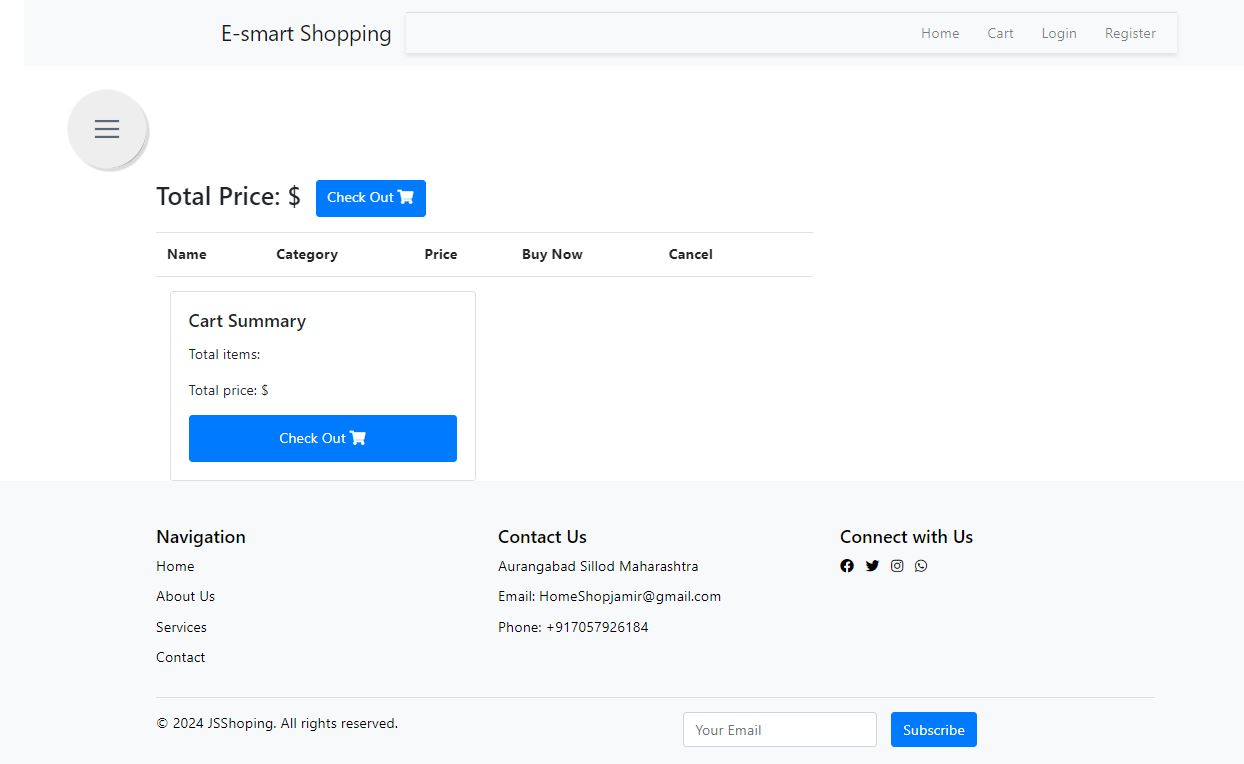 E-smart Shopping Home Cart Login Register
Total Price: $ Check Out
Name Category Price Buy Now Cancel
Cart Summary
Total items:
Total price: $
Check Out
Navigation
Home
About Us
Services
Contact
Contact Us
Aurangabad Sillod Maharashtra
Email: HomeShopjamir@gmail.com
Phone: +917057926184
Connect with Us
© 2024 JSShoping. All rights reserved.
Your Email Subscribe